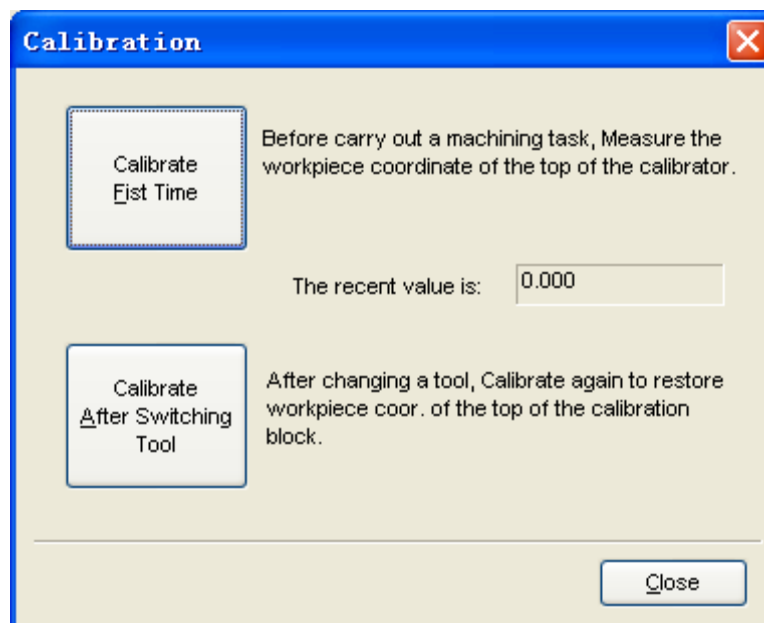 Calibration
Calibrate
Fist Time
Before carry out a machining task, Measure the
workpiece coordinate of the top of the calibrator.
The recent value is:
0.000
Calibrate
After Switching
Tool
After changing a tool, Calibrate again to restore
workpiece coor. of the top of the calibration
block.
Close